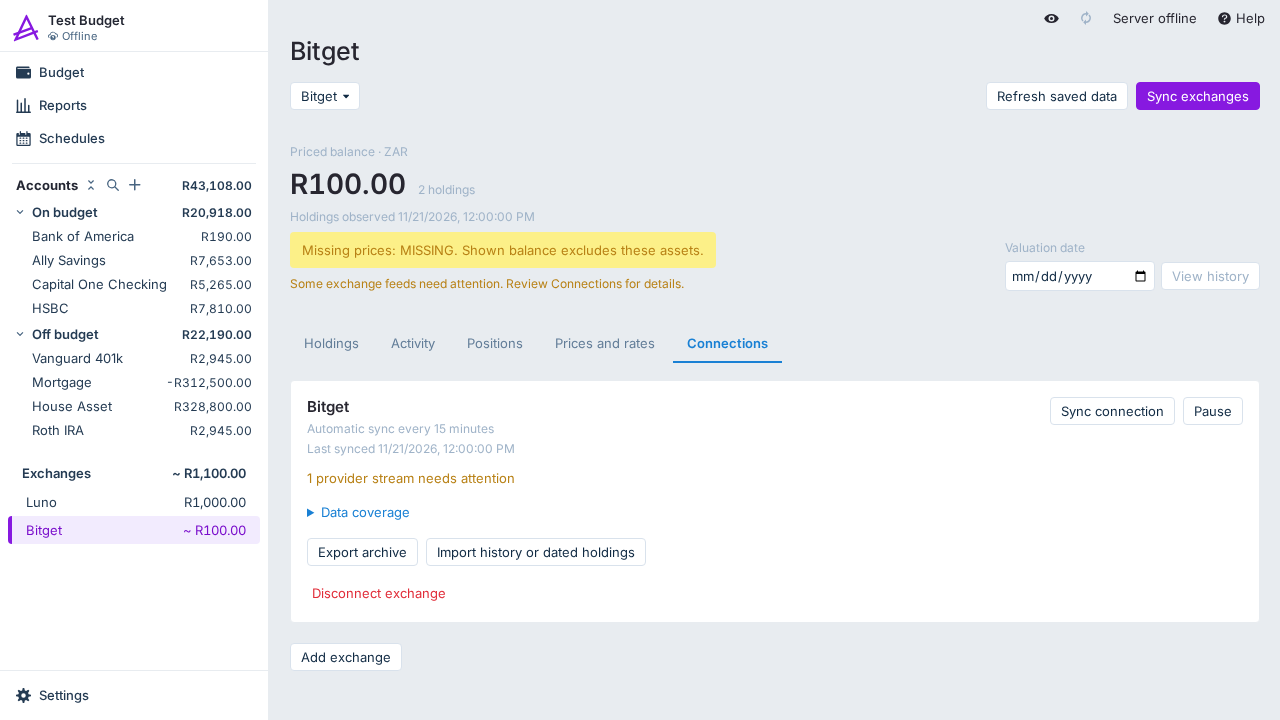 Test Budget
Offline
Budget
Reports
Schedules
Accounts R43,108.00
On budget R20,918.00
Bank of America R190.00
Ally Savings R7,653.00
Capital One Checking R5,265.00
HSBC R7,810.00
Off budget R22,190.00
Vanguard 401k R2,945.00
Mortgage -R312,500.00
House Asset R328,800.00
Roth IRA R2,945.00
Exchanges ~ R1,100.00
Luno R1,000.00
Bitget ~ R100.00
Settings
Server offline Help
Bitget
Bitget Refresh saved data Sync exchanges
Priced balance · ZAR
R100.00 2 holdings
Holdings observed 11/21/2026, 12:00:00 PM
Missing prices: MISSING. Shown balance excludes these assets.
Some exchange feeds need attention. Review Connections for details.
Valuation date
mm/dd/yyyy View history
Holdings Activity Positions Prices and rates Connections
Bitget Sync connection Pause
Automatic sync every 15 minutes
Last synced 11/21/2026, 12:00:00 PM
1 provider stream needs attention
Data coverage
Export archive Import history or dated holdings
Disconnect exchange
Add exchange